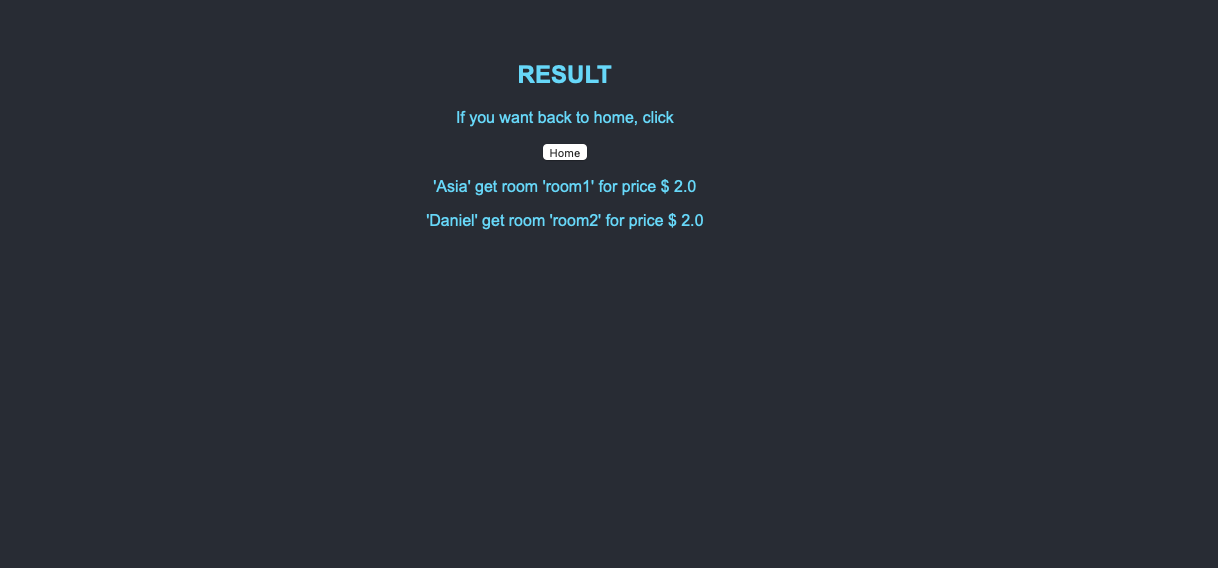 RESULT
If you want back to home, click
Home
'Asia' get room 'room1' for price $ 2.0
'Daniel' get room 'room2' for price $ 2.0